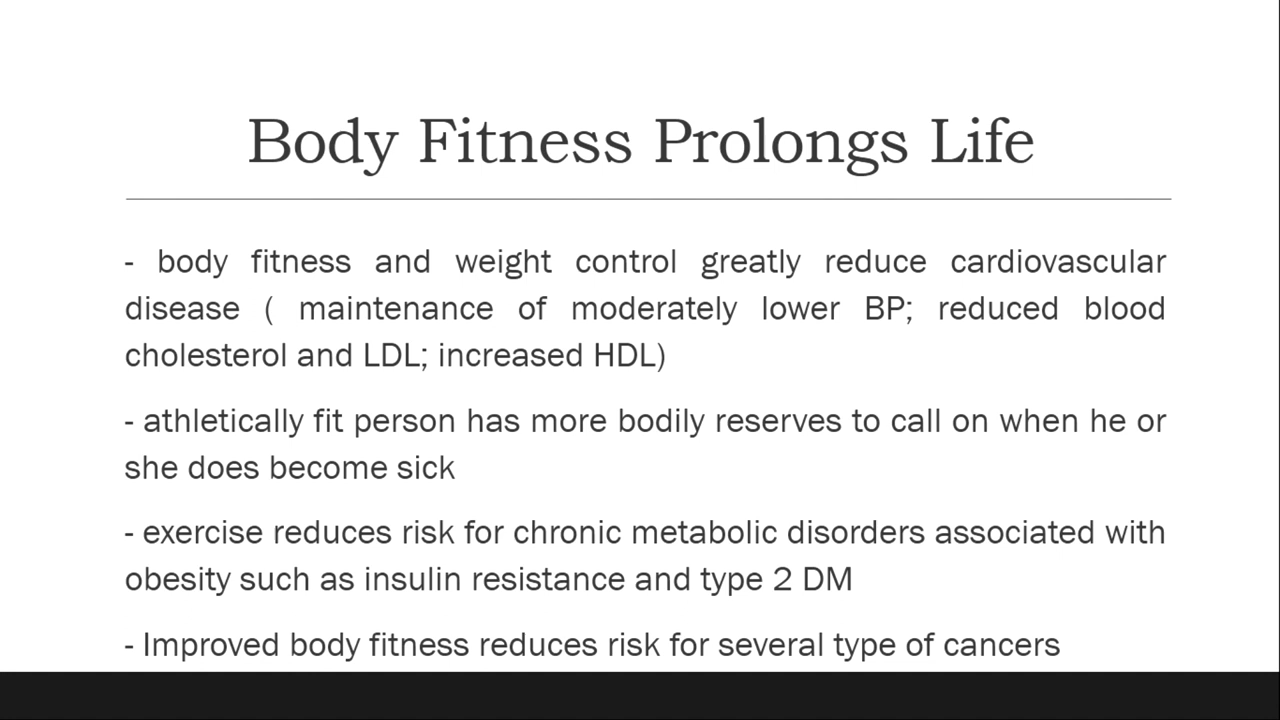 Body Fitness Prolongs Life
- body fitness and weight control greatly reduce cardiovascular
disease ( maintenance of moderately lower BP; reduced blood
cholesterol and LDL; increased HDL)
- athletically fit person has more bodily reserves to call on when he or
she does become sick
- exercise reduces risk for chronic metabolic disorders associated with
obesity such as insulin resistance and type 2 DM
- Improved body fitness reduces risk for several type of cancers